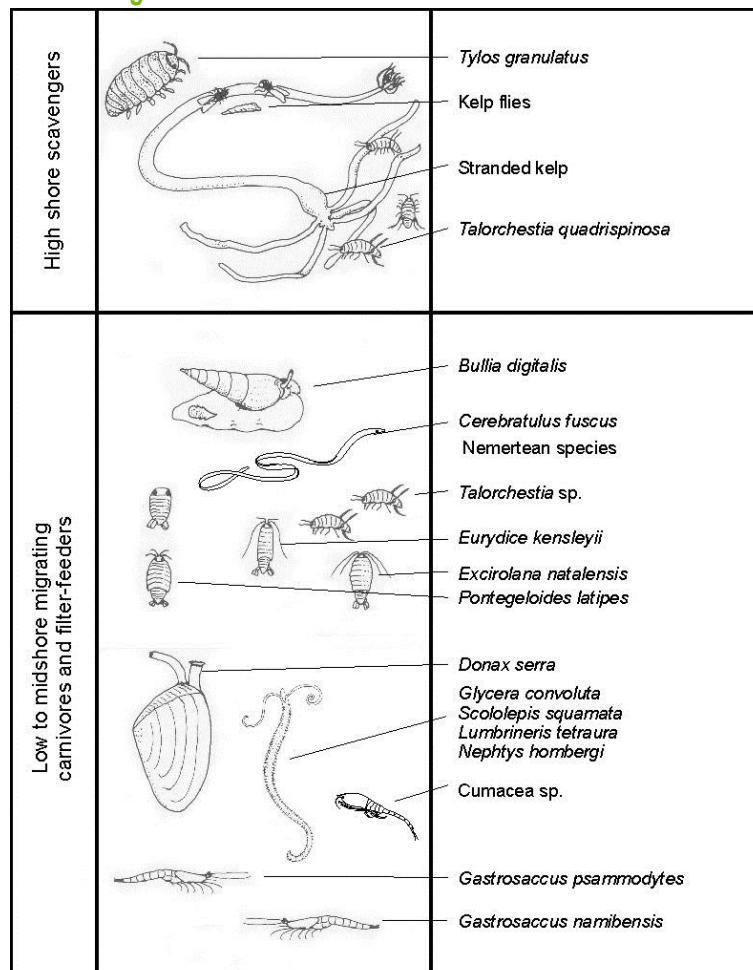 High shore scavengers
Tylos granulatus
Kelp flies
Stranded kelp
Talorchestia quadrispinosa
Low to midshore migrating
carnivores and filter-feeders
Bullia digitalis
Cerebratulus fuscus
Nemertean species
Talorchestia sp.
Eurydice kensleyii
Excirolana natalensis
Pontegeloides latipes
Donax serra
Glycera convoluta
Scololepis squamata
Lumbrineris tetraura
Nephtys hombergi
Cumacea sp.
Gastrosaccus psammodytes
Gastrosaccus namibensis